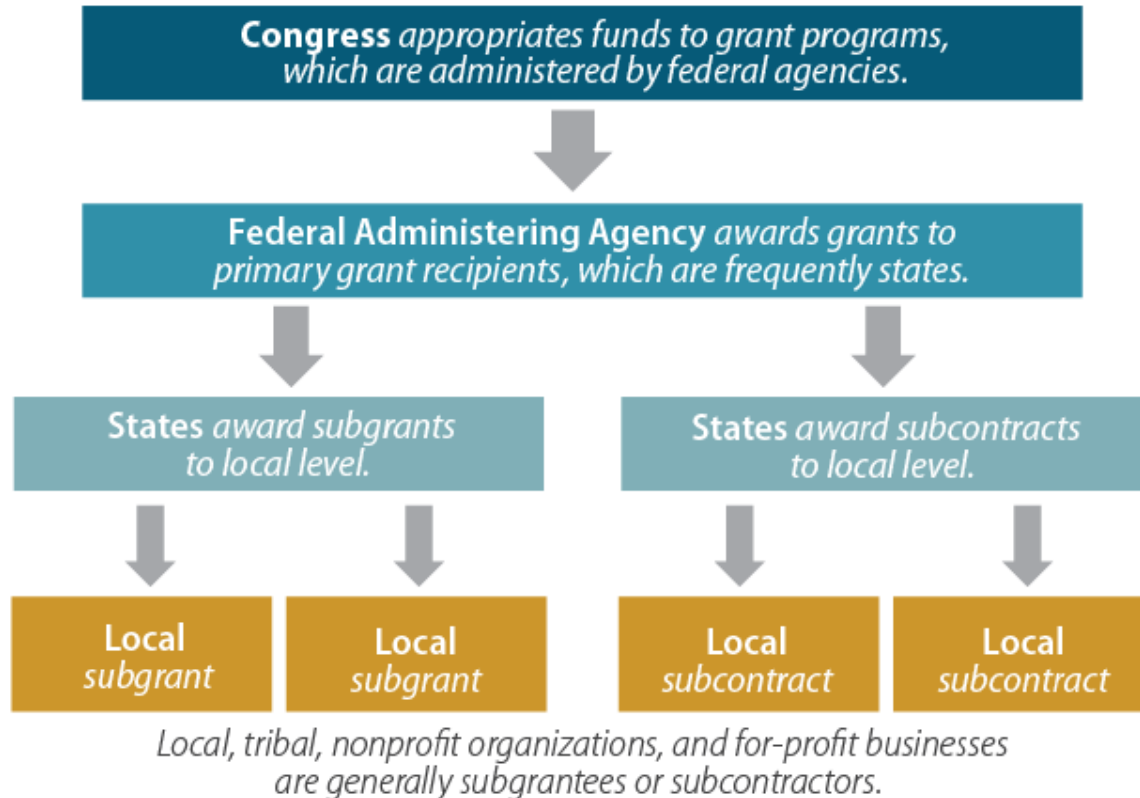 Congress appropriates funds to grant programs,
which are administered by federal agencies.
Federal Administering Agency awards grants to
primary grant recipients, which are frequently states.
States award subgrants
to local level.
States award subcontracts
to local level.
Local
subgrant
Local
subgrant
Local
subcontract
Local
subcontract
Local, tribal, nonprofit organizations, and for-profit businesses
are generally subgrantees or subcontractors.